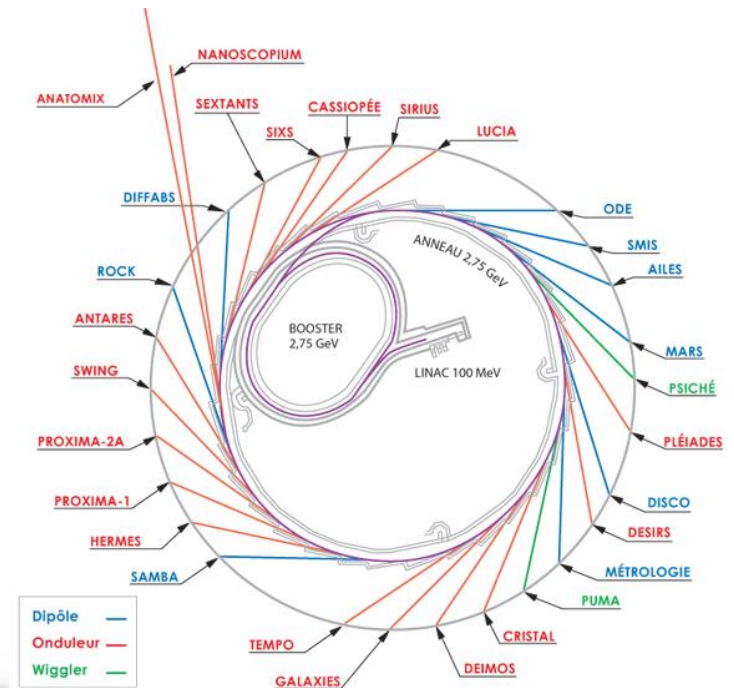 NANOSCOPIUM
ANATOMIX
SEXTANTS
CASSIOPÉE
SIRIUS
SIXS
LUCIA
DIFFABS
ODE
SMIS
AILES
ROCK
ANNEAU 2,75 GeV
ANTARES
BOOSTER
2,75 GeV
MARS
SWING
LINAC 100 MeV
PSICHÉ
PROXIMA-2A
PLÉIADES
PROXIMA-1
DISCO
HERMES
DESIRS
SAMBA
MÉTROLOGIE
PUMA
Dipôle
Onduleur
Wiggler
TEMPO
CRISTAL
GALAXIES
DEIMOS